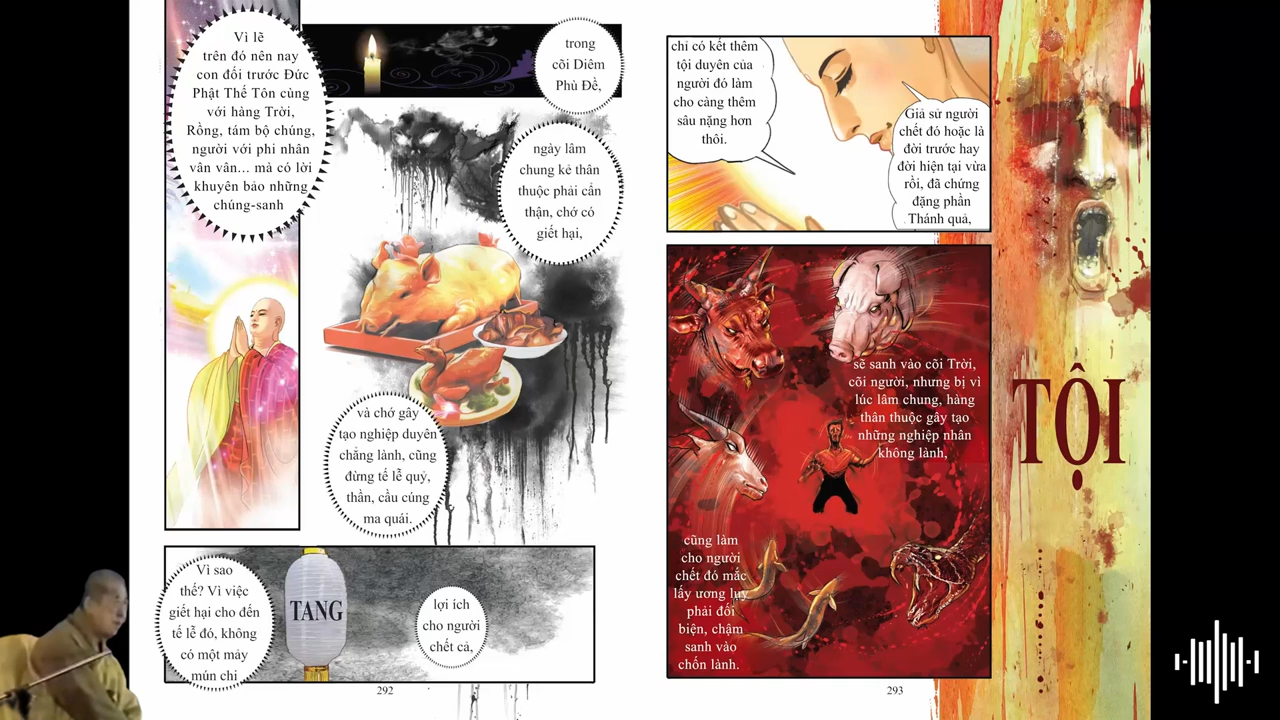 Vì lẽ
trên đó nên nay
con đối trước Đức
Phật Thế Tôn cùng
với hàng Trời,
Rồng, tám bộ chúng,
người với phi nhân
vân vân... mà có lời
khuyên bảo những
chúng-sanh
trong
cõi Diêm
Phù Đề,
ngày lâm
chung kẻ thân
thuộc phải cẩn
thận, chớ có
giết hại,
và chớ gây
tạo nghiệp duyên
chẳng lành, cũng
đừng tế lễ quỷ,
thần, cầu cúng
ma quái.
Vì sao
thế? Vì việc
giết hại cho đến
tế lễ đó, không
có một mảy
mún chi
TANG
lợi ích
cho người
chết cả,
292
chỉ có kết thêm
tội duyên của
người đó làm
cho càng thêm
sâu nặng hơn
thôi.
Giả sử người
chết đó hoặc là
đời trước hay
đời hiện tại vừa
rồi, đã chứng
đặng phần
Thánh quả,
sẽ sanh vào cõi Trời,
cõi người, nhưng bị vì
lúc lâm chung, hàng
thân thuộc gây tạo
những nghiệp nhân
không lành,
cũng làm
cho người
chết đó mắc
lấy ương lụy
phải đối
biện, chậm
sanh vào
chốn lành.
293
TỘI